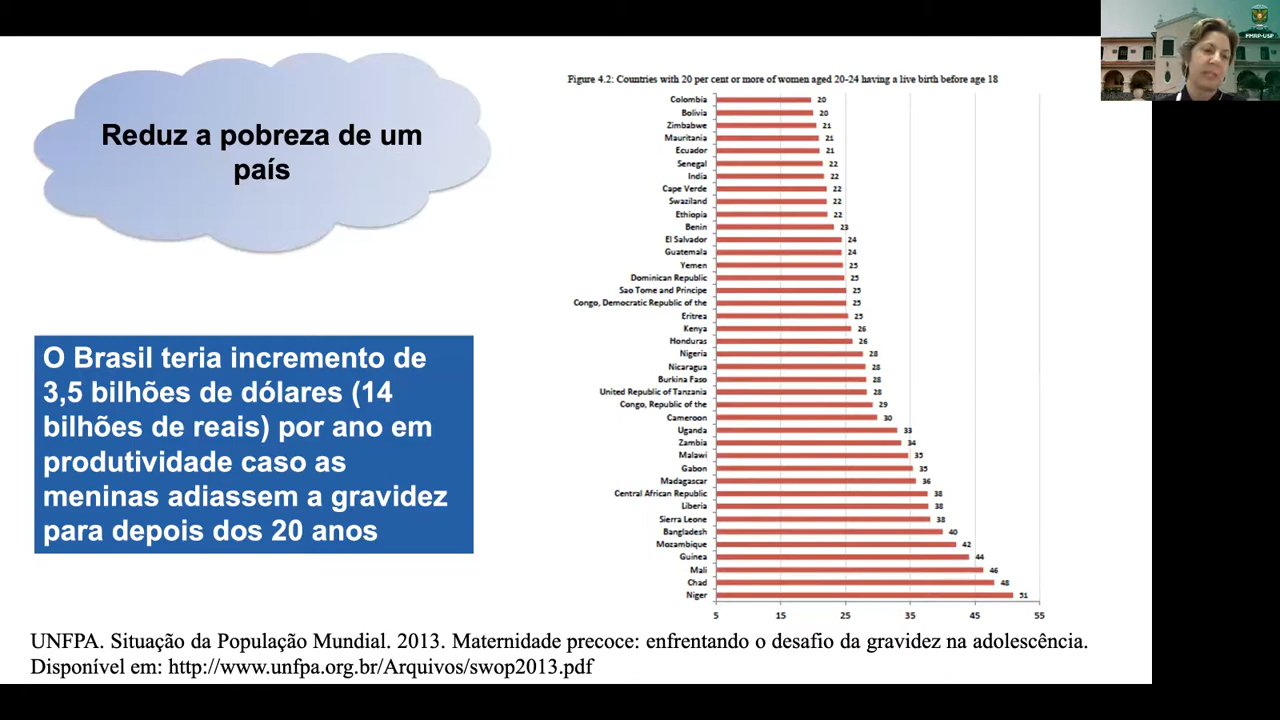 FMRP-USP
Reduz a pobreza de um
país
O Brasil teria incremento de
3,5 bilhões de dólares (14
bilhões de reais) por ano em
produtividade caso as
meninas adiassem a gravidez
para depois dos 20 anos
Figure 4.2: Countries with 20 per cent or more of women aged 20-24 having a live birth before age 18
Colombia 20
Bolivia 20
Zimbabwe 21
Mauritania 21
Ecuador 21
Senegal 22
India 22
Cape Verde 22
Swaziland 22
Ethiopia 22
Benin 23
El Salvador 24
Guatemala 24
Yemen 25
Dominican Republic 25
Sao Tome and Principe 25
Congo, Democratic Republic of the 25
Eritrea 25
Kenya 26
Honduras 26
Nigeria 28
Nicaragua 28
Burkina Faso 28
United Republic of Tanzania 28
Congo, Republic of the 29
Cameroon 30
Uganda 33
Zambia 34
Malawi 35
Gabon 35
Madagascar 36
Central African Republic 38
Liberia 38
Sierra Leone 38
Bangladesh 40
Mozambique 42
Guinea 44
Mali 46
Chad 48
Niger 51
5 15 25 35 45 55
UNFPA. Situação da População Mundial. 2013. Maternidade precoce: enfrentando o desafio da gravidez na adolescência.
Disponível em: http://www.unfpa.org.br/Arquivos/swop2013.pdf